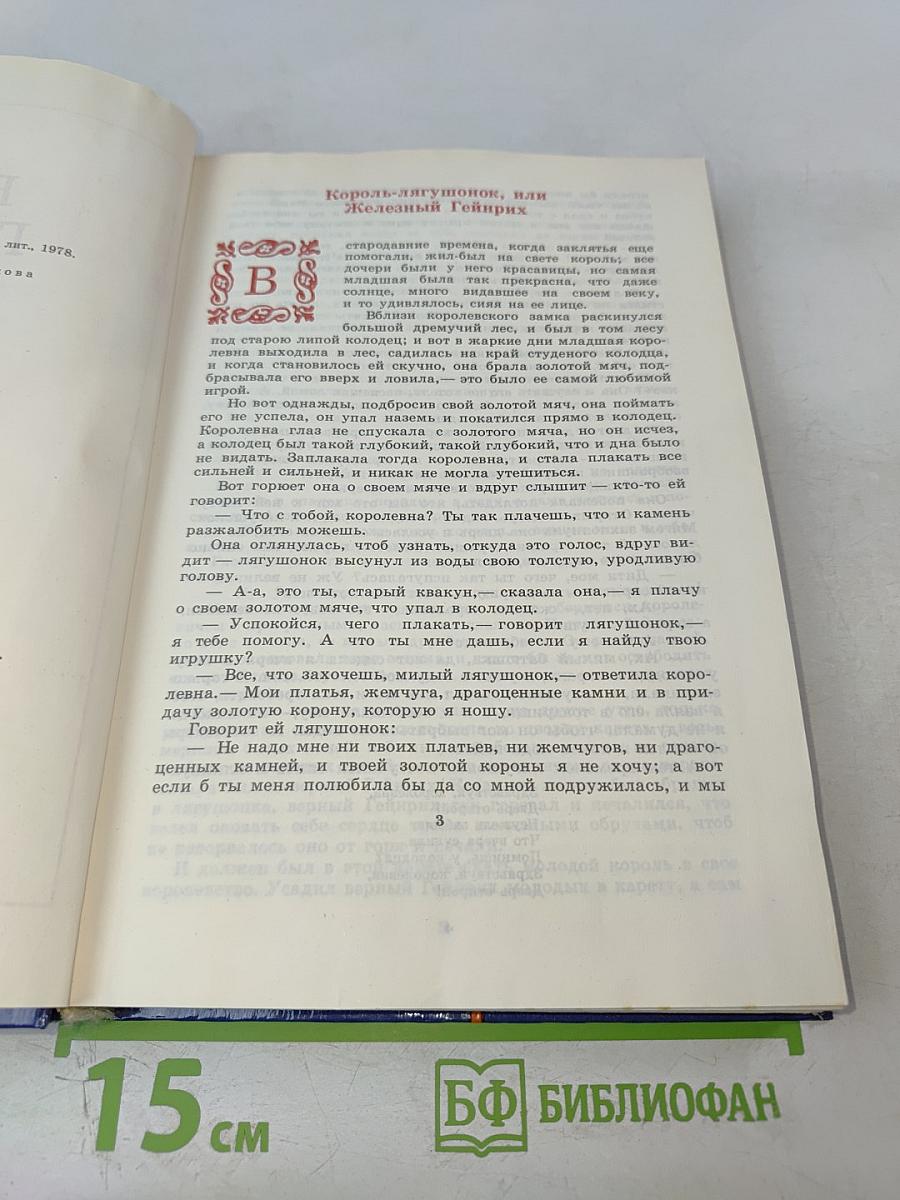 лит., 1978.
кова
Король-лягушонок, или
Железный Гейнрих
В
стародавние времена, когда заклятья еще
помогали, жил-был на свете король; все
дочери были у него красавицы, но самая
младшая была так прекрасна, что даже
солнце, много видавшее на своем веку,
и то удивлялось, сияя на ее лице.
Вблизи королевского замка раскинулся
большой дремучий лес, и был в том лесу
под старою липой колодец; и вот в жаркие дни младшая коро-
левна выходила в лес, садилась на край студеного колодца,
и когда становилось ей скучно, она брала золотой мяч, под-
брасывала его вверх и ловила,— это было ее самой любимой
игрой.
Но вот однажды, подбросив свой золотой мяч, она поймать
его не успела, он упал наземь и покатился прямо в колодец.
Королевна глаз не спускала с золотого мяча, но он исчез,
а колодец был такой глубокий, такой глубокий, что и дна было
не видать. Заплакала тогда королевна, и стала плакать все
сильней и сильней, и никак не могла утешиться.
Вот горюет она о своем мяче и вдруг слышит — кто-то ей
говорит:
— Что с тобой, королевна? Ты так плачешь, что и камень
разжалобить можешь.
Она оглянулась, чтоб узнать, откуда это голос, вдруг ви-
дит — лягушонок высунул из воды свою толстую, уродливую
голову.
— А-а, это ты, старый квакун,— сказала она,— я плачу
о своем золотом мяче, что упал в колодец.
— Успокойся, чего плакать,— говорит лягушонок,—
я тебе помогу. А что ты мне дашь, если я найду твою
игрушку?
— Все, что захочешь, милый лягушонок,— ответила коро-
левна.— Мои платья, жемчуга, драгоценные камни и в при-
дачу золотую корону, которую я ношу.
Говорит ей лягушонок:
— Не надо мне ни твоих платьев, ни жемчугов, ни драго-
ценных камней, и твоей золотой короны я не хочу; а вот
если б ты меня полюбила бы да со мной подружилась, и мы
3
15 см
БФ БИБЛИОФАН